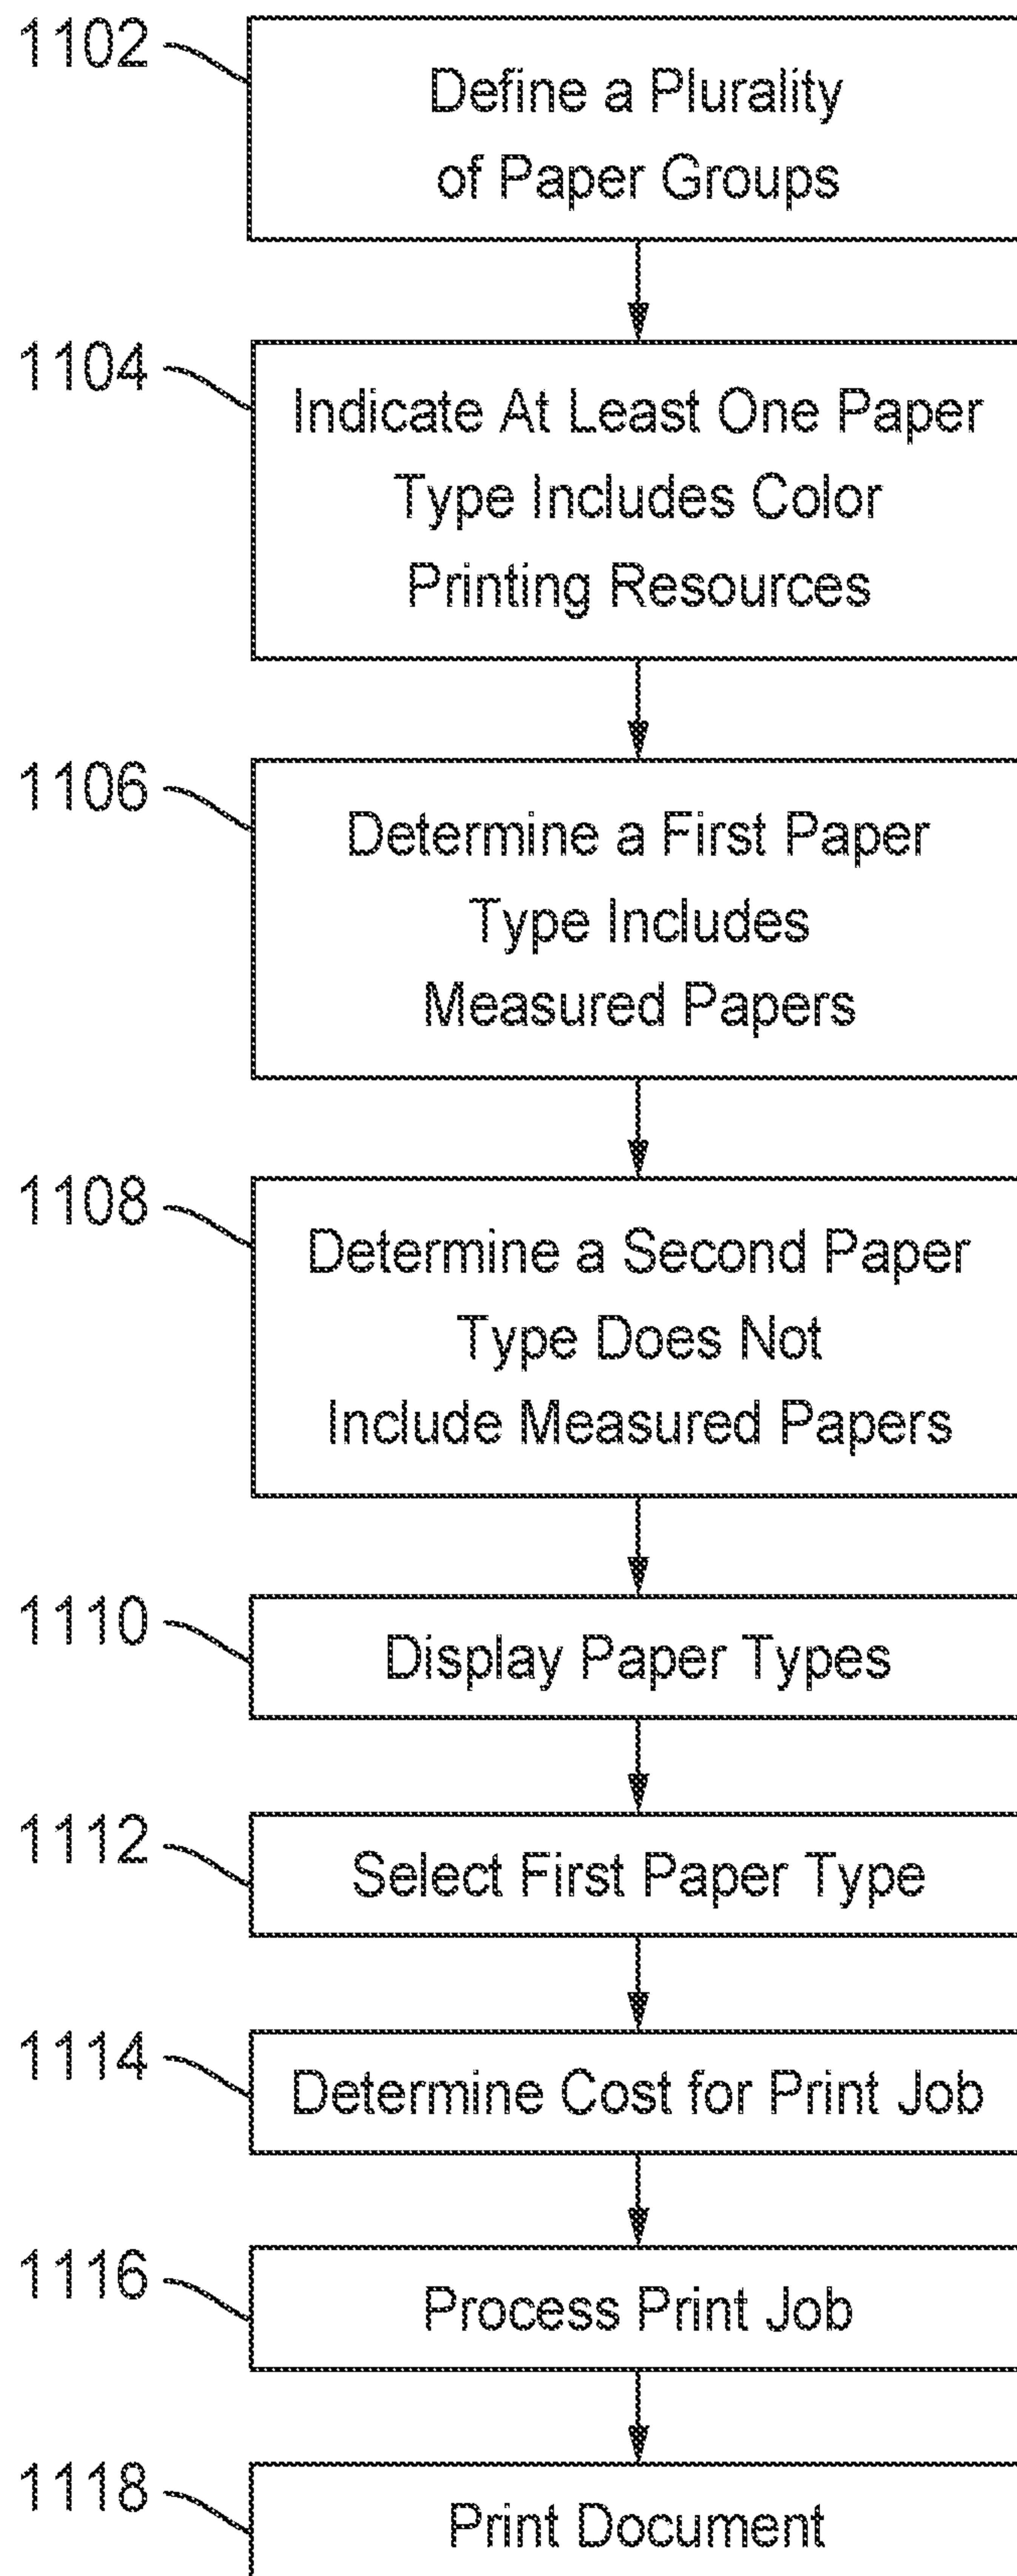 1102
Define a Plurality
of Paper Groups
1104
Indicate At Least One Paper
Type Includes Color
Printing Resources
1106
Determine a First Paper
Type Includes
Measured Papers
1108
Determine a Second Paper
Type Does Not
Include Measured Papers
1110
Display Paper Types
1112
Select First Paper Type
1114
Determine Cost for Print Job
1116
Process Print Job
1118
Print Document